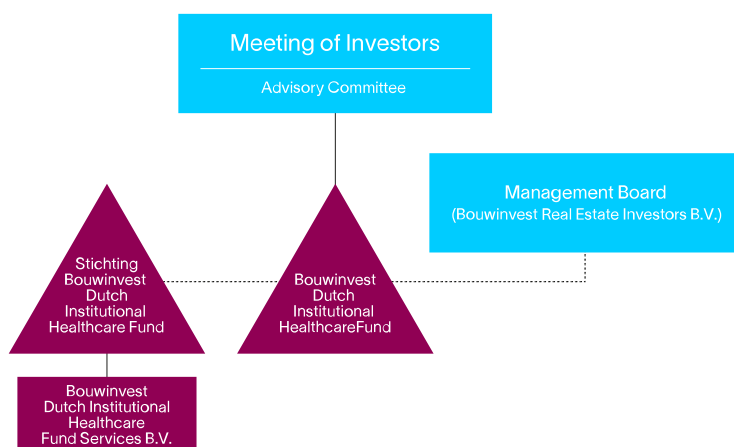 Meeting of Investors
Advisory Committee
Management Board
(Bouwinvest Real Estate Investors B.V.)
Stichting
Bouwinvest
Dutch
Institutional
Healthcare Fund
Bouwinvest
Dutch
Institutional
HealthcareFund
Bouwinvest
Dutch Institutional
Healthcare
Fund Services B.V.